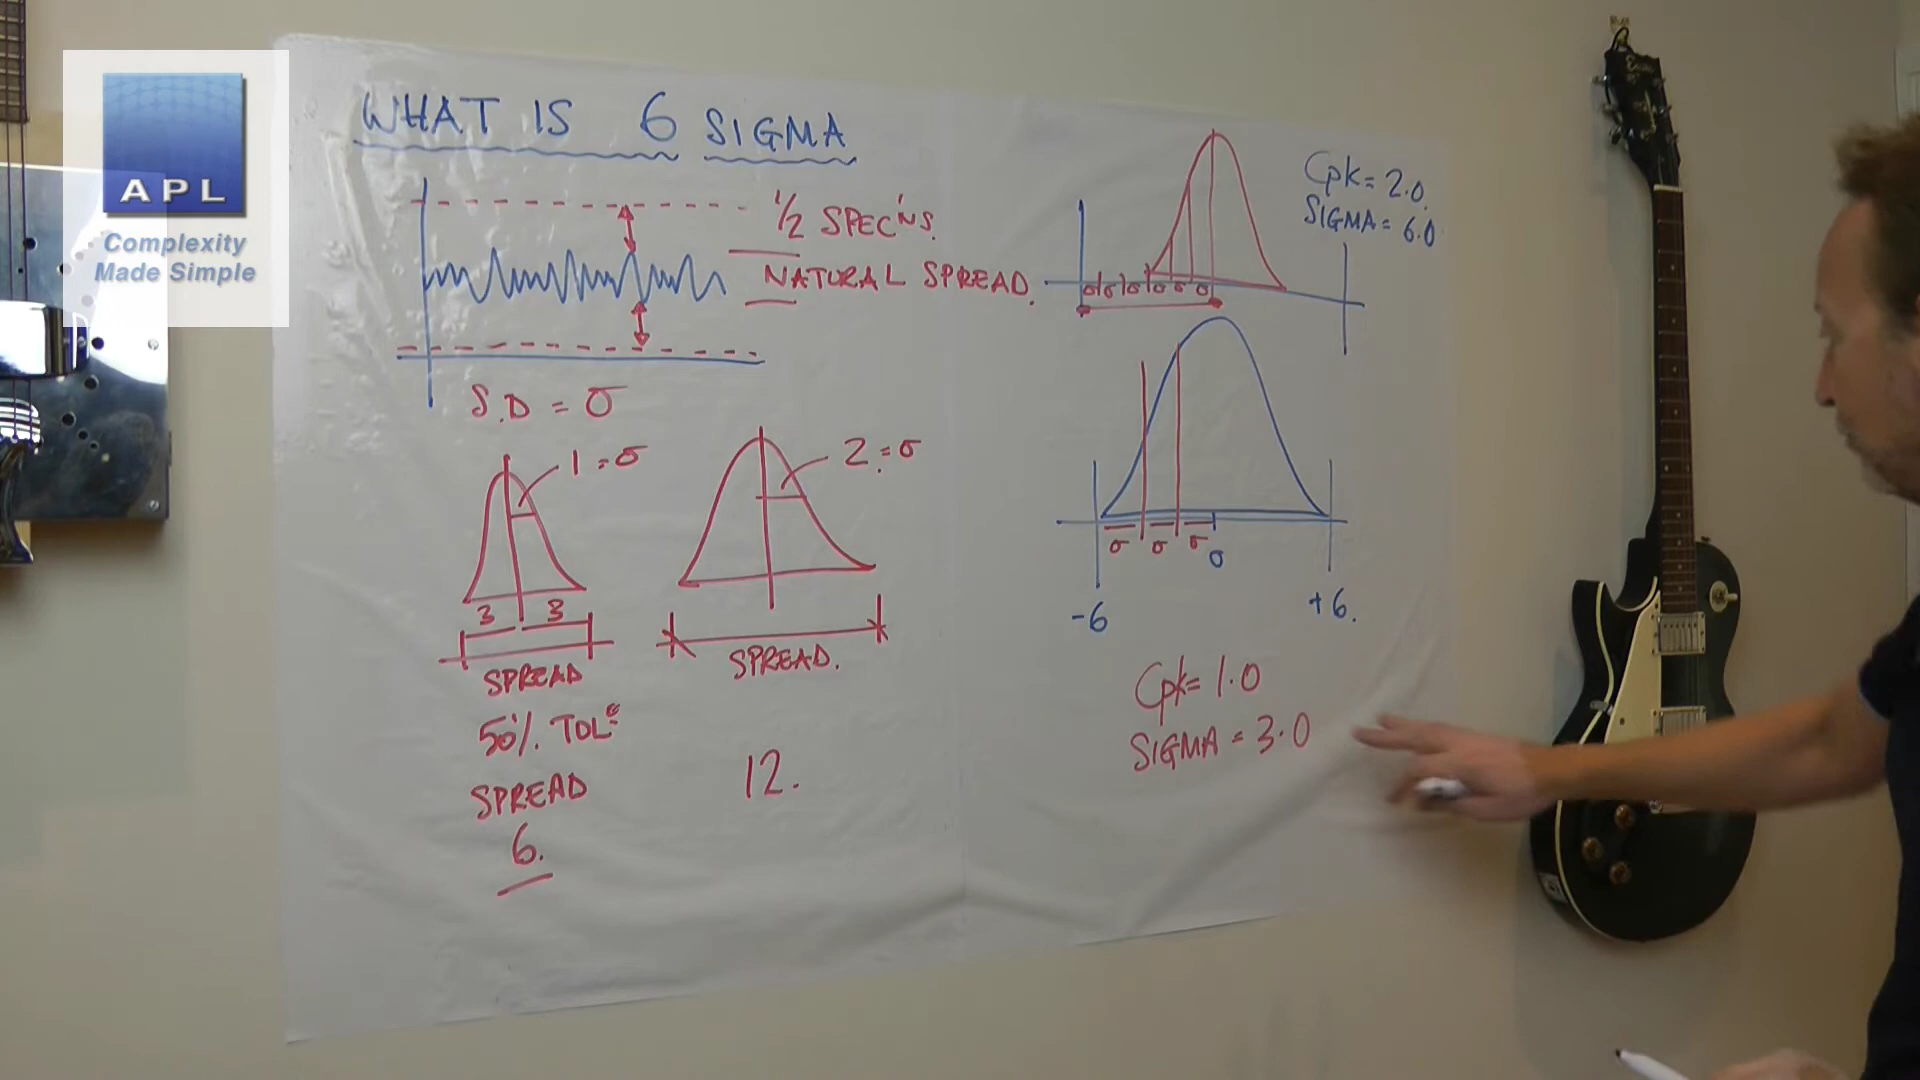 APL
Complexity
Made Simple
WHAT IS 6 SIGMA
1/2 SPEC'NS.
NATURAL SPREAD.
S.D = σ
1 = σ
2 = σ
3 3
SPREAD
SPREAD.
50% TOLᶜᵉ
SPREAD
6.
12.
Cpk = 2.0
SIGMA = 6.0
σ σ σ σ σ σ
σ σ σ 0
-6 +6.
Cpk = 1.0
SIGMA = 3.0